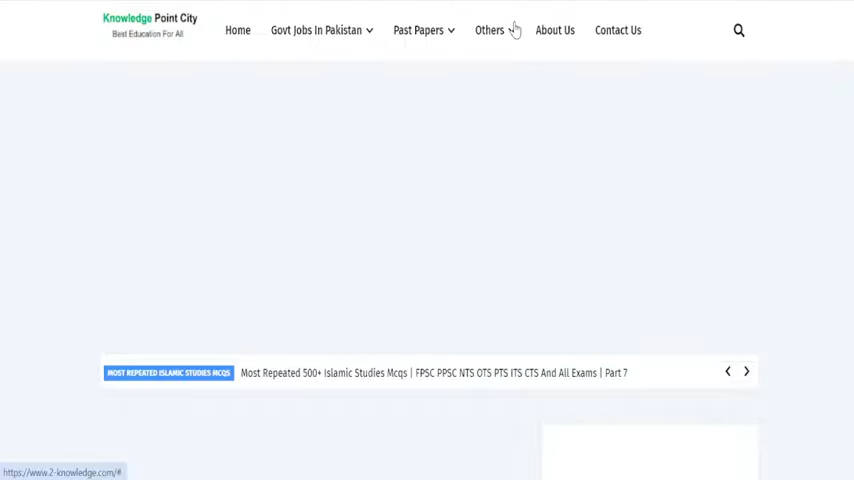 Knowledge Point City
Best Education For All
Home
Govt Jobs In Pakistan
Past Papers
Others
About Us
Contact Us
MOST REPEATED ISLAMIC STUDIES MCQS
Most Repeated 500+ Islamic Studies Mcqs | FPSC PPSC NTS OTS PTS ITS CTS And All Exams | Part 7
https://www.2-knowledge.com/#